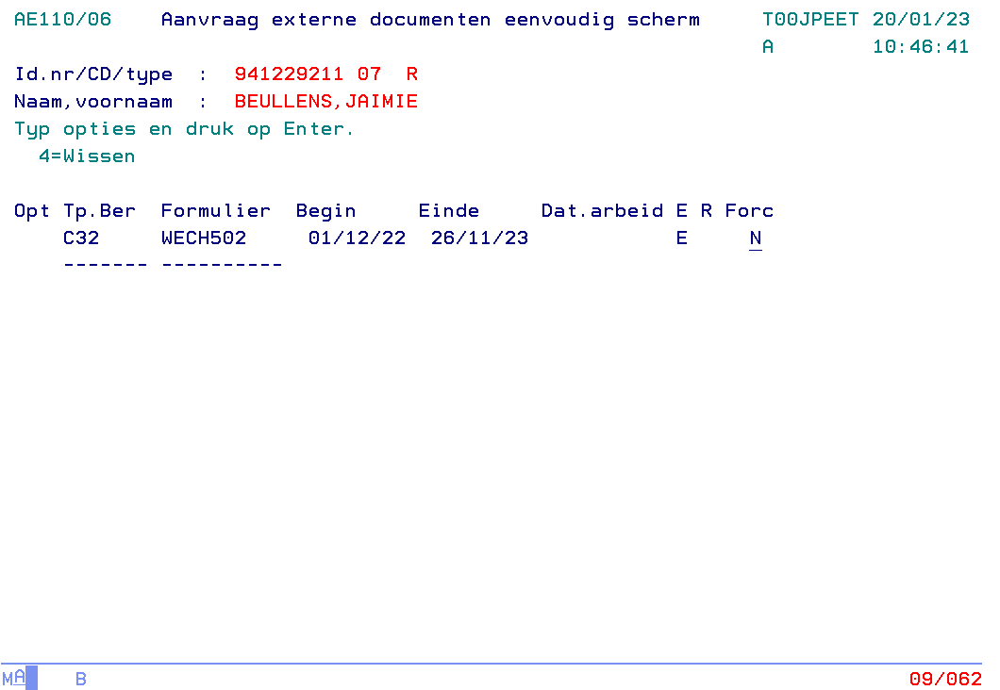 AE110/06 Aanvraag externe documenten eenvoudig scherm T00JPEET 20/01/23
A 10:46:41
Id.nr/CD/type : 941229211 07 R
Naam,voornaam : BEULLENS,JAIMIE
Typ opties en druk op Enter.
4=Wissen
Opt Tp.Ber Formulier Begin Einde Dat.arbeid E R Forc
C32 WECH502 01/12/22 26/11/23 E N
------- ----------
MA B 09/062